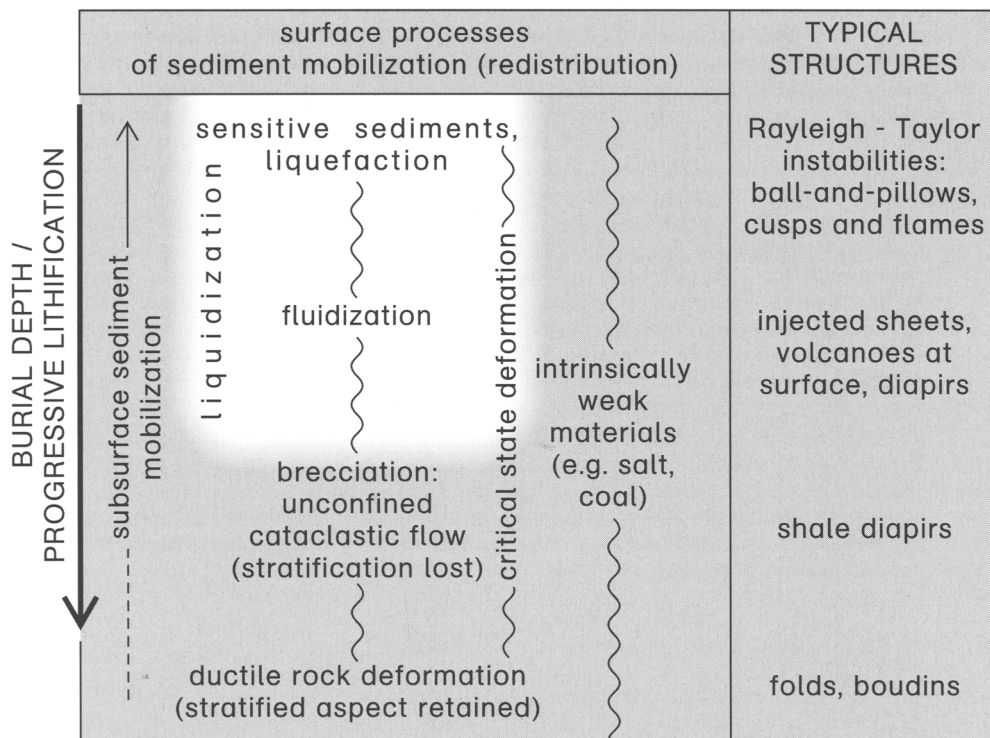 surface processes
of sediment mobilization (redistribution)
TYPICAL
STRUCTURES
BURIAL DEPTH /
PROGRESSIVE LITHIFICATION
subsurface sediment
mobilization
liquidization
sensitive sediments,
liquefaction
fluidization
brecciation:
unconfined
cataclastic flow
(stratification lost)
ductile rock deformation
(stratified aspect retained)
critical state deformation
intrinsically
weak
materials
(e.g. salt,
coal)
Rayleigh - Taylor
instabilities:
ball-and-pillows,
cusps and flames
injected sheets,
volcanoes at
surface, diapirs
shale diapirs
folds, boudins